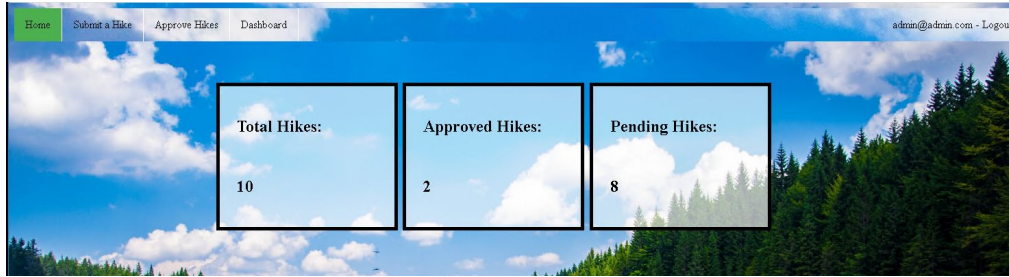 Home Submit a Hike Approve Hikes Dashboard admin@admin.com - Logou
Total Hikes: Approved Hikes: Pending Hikes:
10 2 8